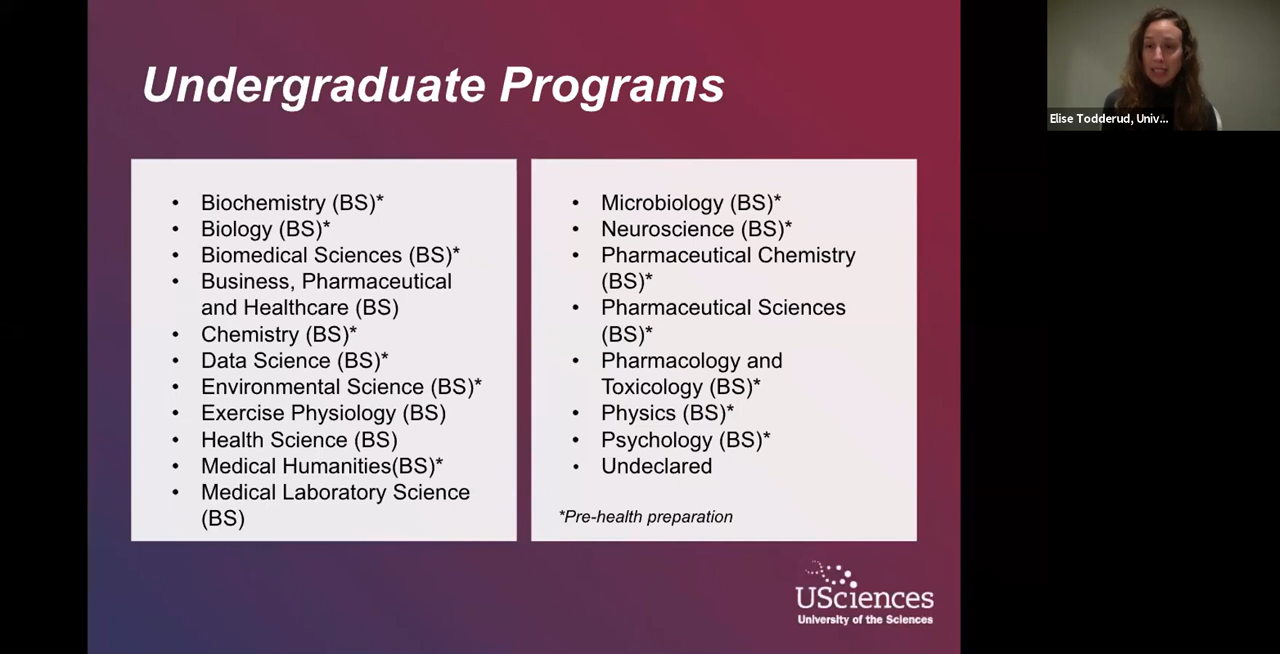 Undergraduate Programs
• Biochemistry (BS)*
• Biology (BS)*
• Biomedical Sciences (BS)*
• Business, Pharmaceutical
and Healthcare (BS)
• Chemistry (BS)*
• Data Science (BS)*
• Environmental Science (BS)*
• Exercise Physiology (BS)
• Health Science (BS)
• Medical Humanities(BS)*
• Medical Laboratory Science
(BS)
• Microbiology (BS)*
• Neuroscience (BS)*
• Pharmaceutical Chemistry
(BS)*
• Pharmaceutical Sciences
(BS)*
• Pharmacology and
Toxicology (BS)*
• Physics (BS)*
• Psychology (BS)*
• Undeclared
*Pre-health preparation
USciences
University of the Sciences
Elise Todderud, Univ...